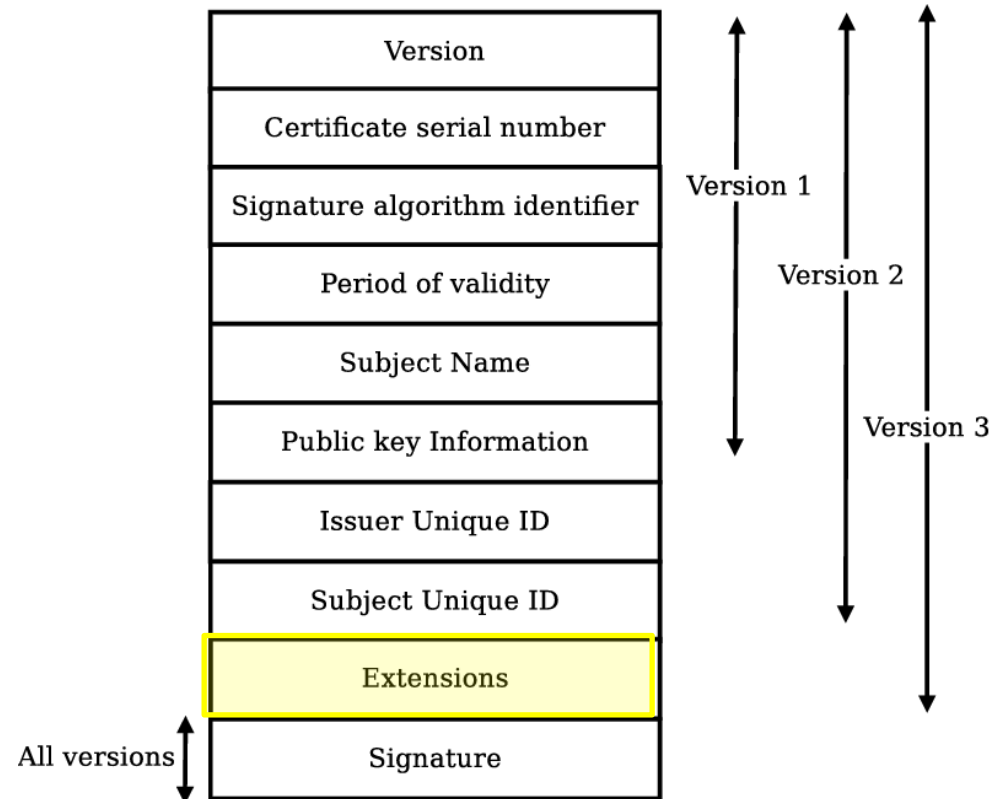 Version
Certificate serial number
Signature algorithm identifier
Period of validity
Subject Name
Public key Information
Issuer Unique ID
Subject Unique ID
Extensions
Signature
Version 1
Version 2
Version 3
All versions